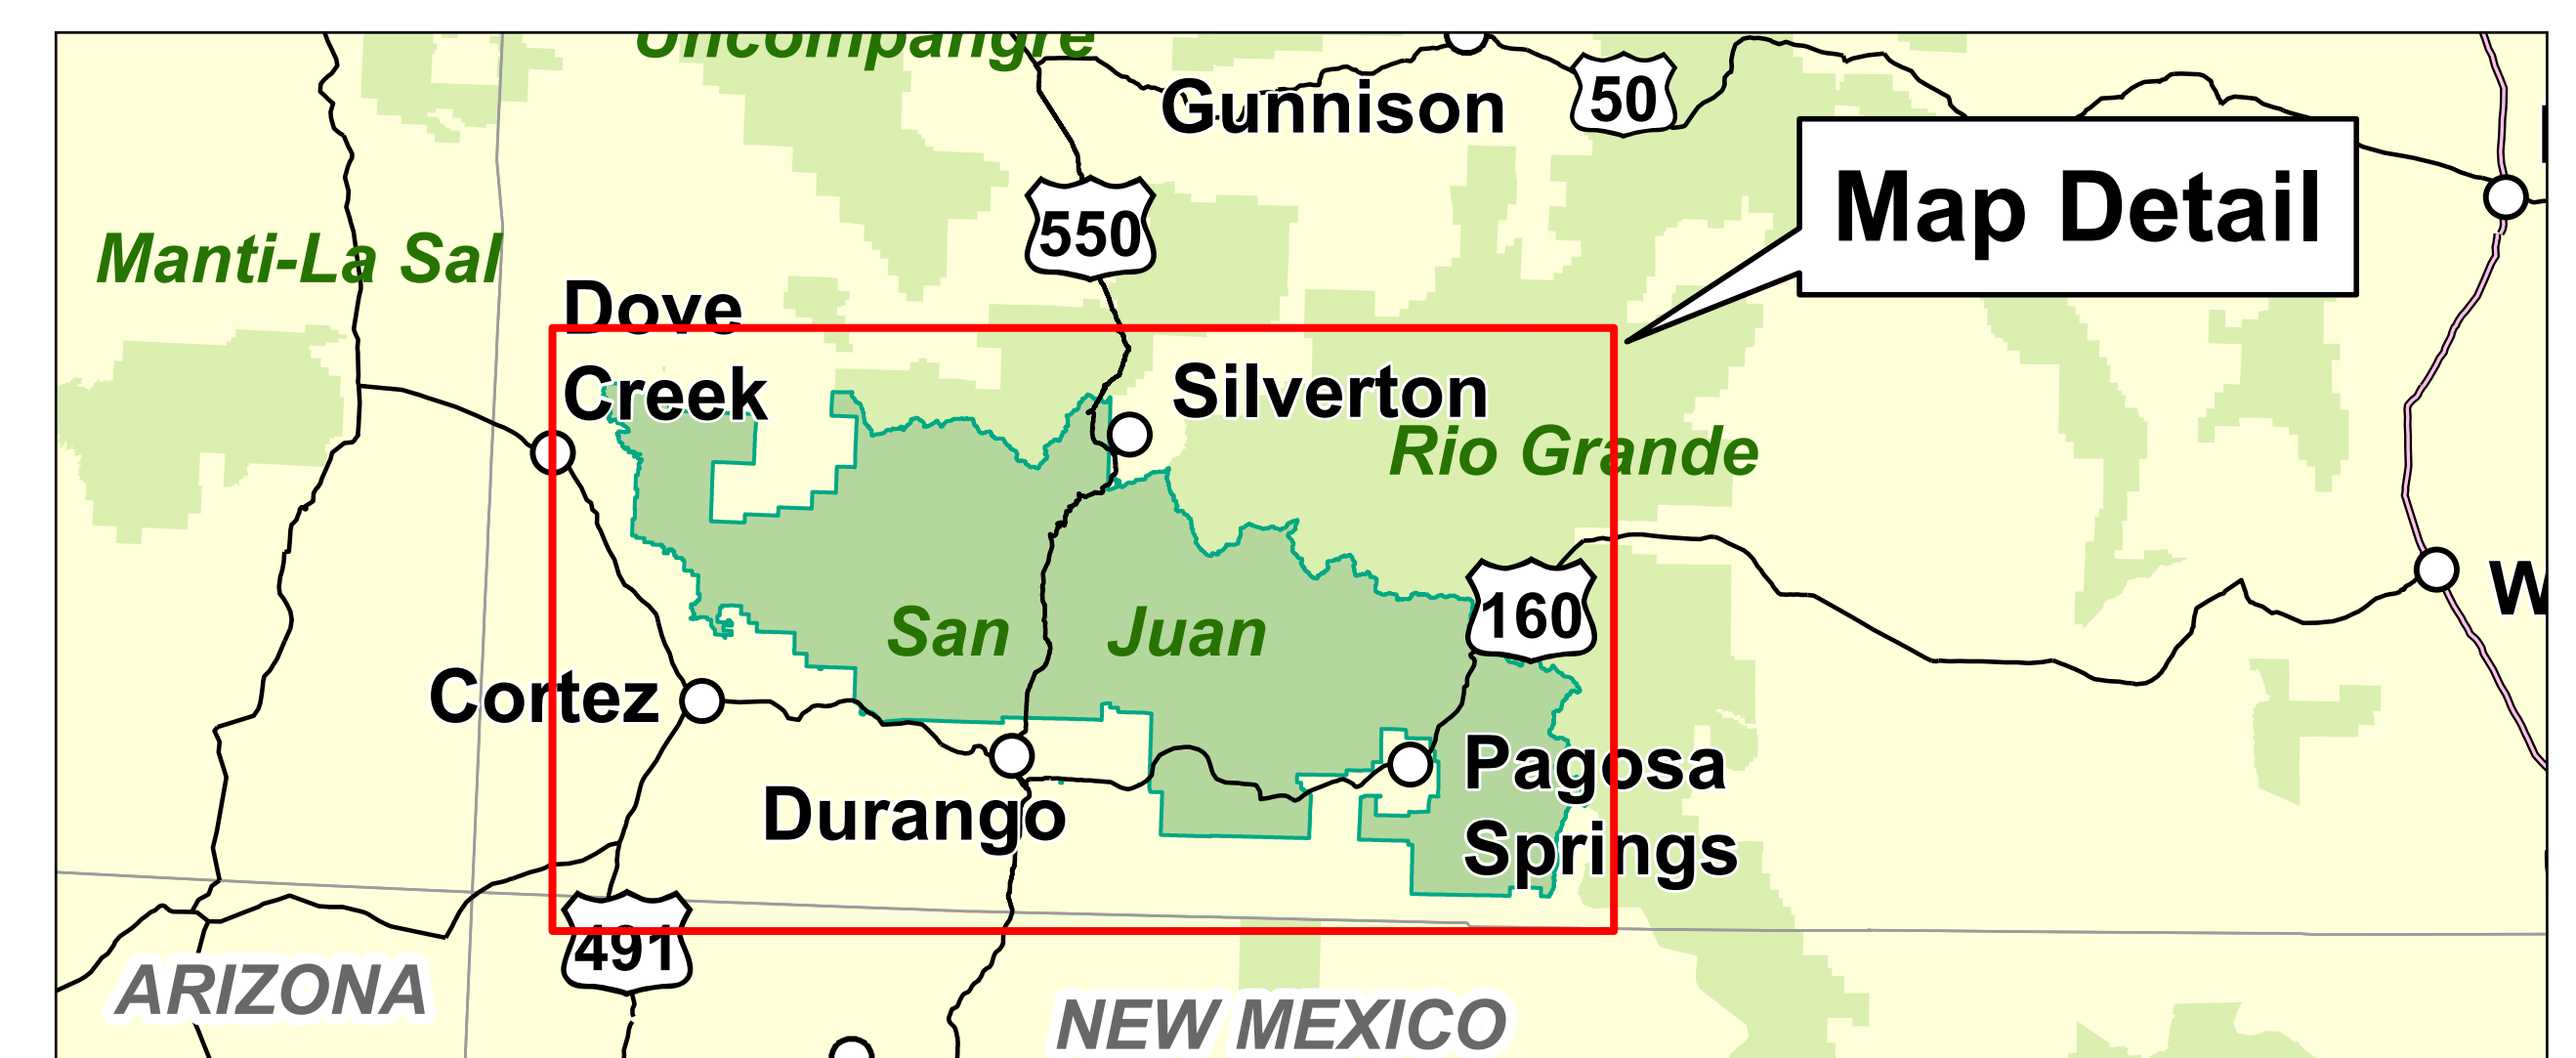 Uncompahgre
Gunnison
50
Map Detail
550
Manti-La Sal
Dove
Creek
Silverton
Rio Grande
160
San Juan
Cortez
Pagosa
Springs
Durango
491
ARIZONA
NEW MEXICO
W